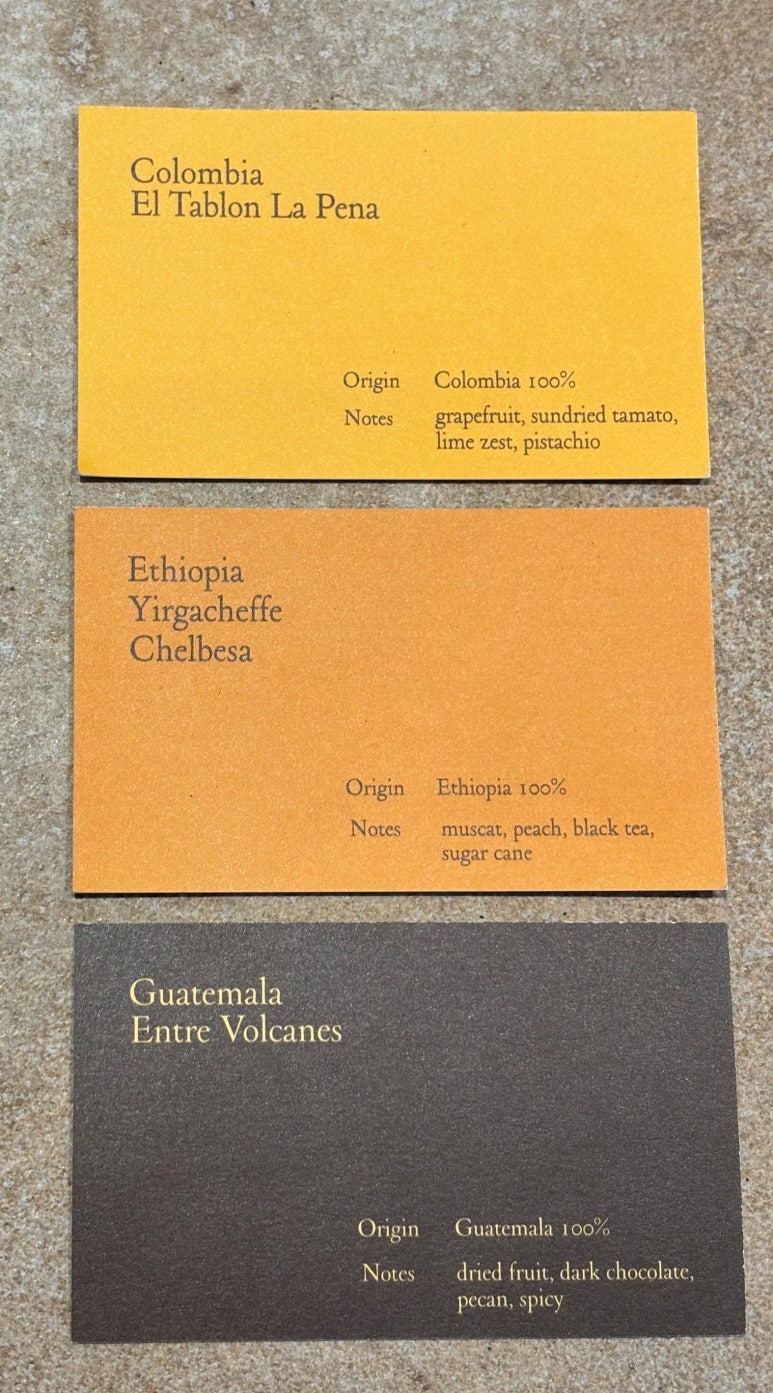 Colombia
El Tablon La Pena
Origin Colombia 100%
Notes grapefruit, sundried tamato,
lime zest, pistachio
Ethiopia
Yirgacheffe
Chelbesa
Origin Ethiopia 100%
Notes muscat, peach, black tea,
sugar cane
Guatemala
Entre Volcanes
Origin Guatemala 100%
Notes dried fruit, dark chocolate,
pecan, spicy